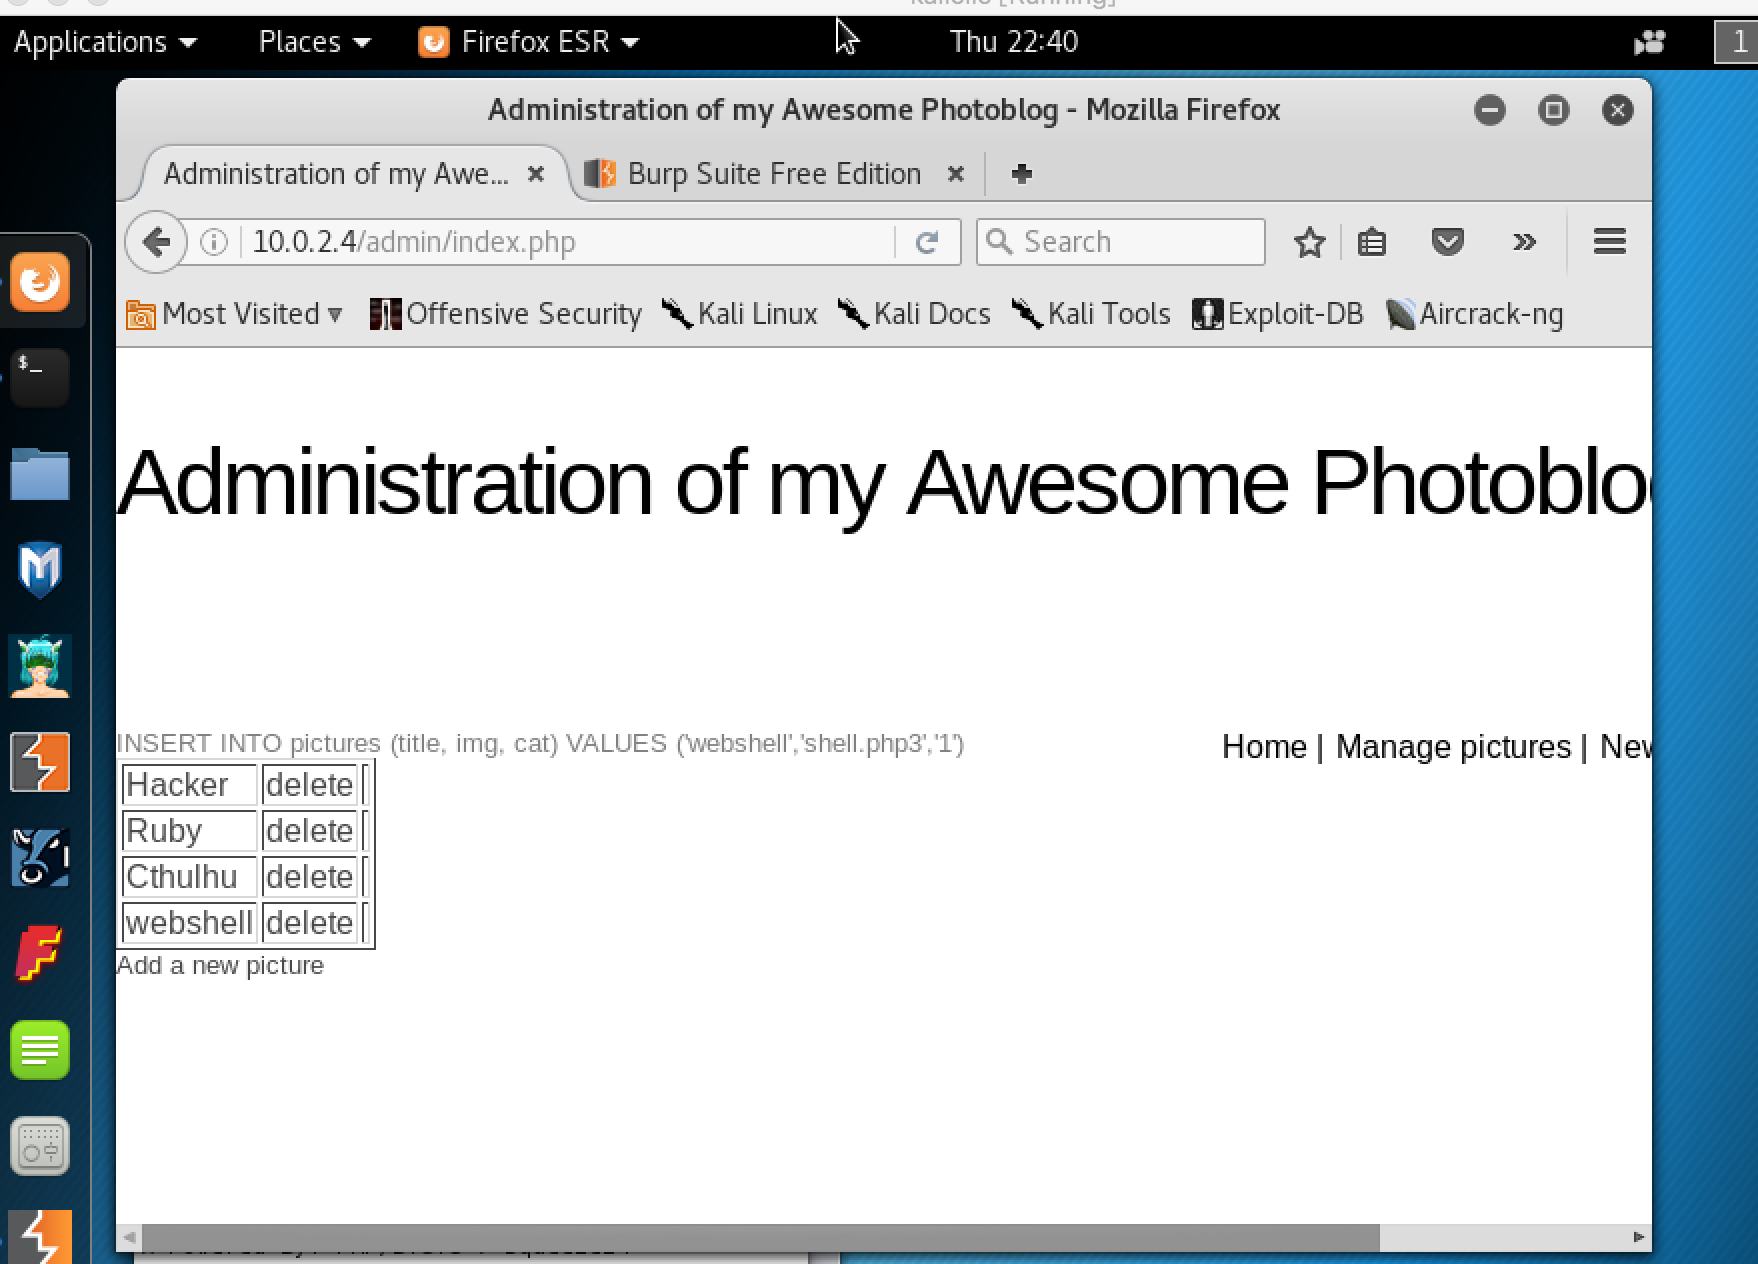 Applications Places Firefox ESR Thu 22:40 1
Administration of my Awesome Photoblog - Mozilla Firefox
Administration of my Awe... Burp Suite Free Edition
10.0.2.4/admin/index.php Search
Most Visited Offensive Security Kali Linux Kali Docs Kali Tools Exploit-DB Aircrack-ng
$_
Administration of my Awesome Photoblo
INSERT INTO pictures (title, img, cat) VALUES ('webshell','shell.php3','1')
Home | Manage pictures | New
Hacker delete
Ruby delete
Cthulhu delete
webshell delete
Add a new picture